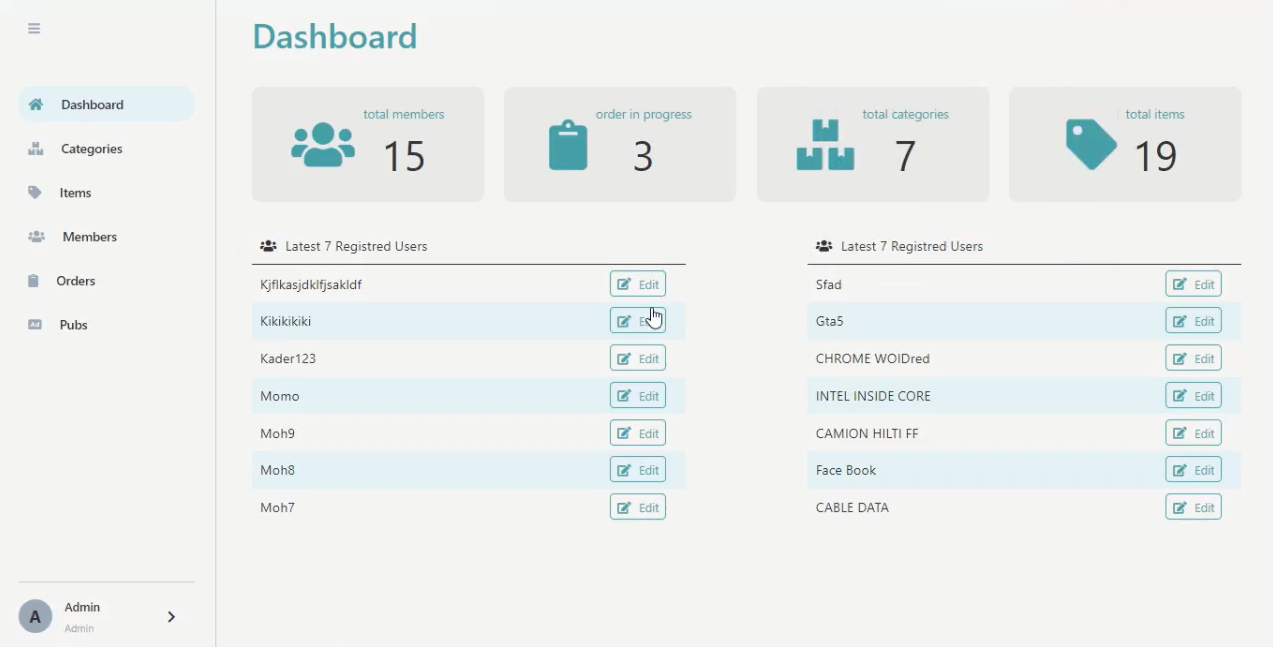 Dashboard
Dashboard
Categories
Items
Members
Orders
Ad Pubs
A Admin
Admin
total members
15
order in progress
3
total categories
7
total items
19
Latest 7 Registred Users
Kjflkasjdklfjsakldf Edit
Kikikikiki
Kader123 Edit
Momo Edit
Moh9 Edit
Moh8 Edit
Moh7 Edit
Latest 7 Registred Users
Sfad Edit
Gta5 Edit
CHROME WOIDred Edit
INTEL INSIDE CORE Edit
CAMION HILTI FF Edit
Face Book Edit
CABLE DATA Edit